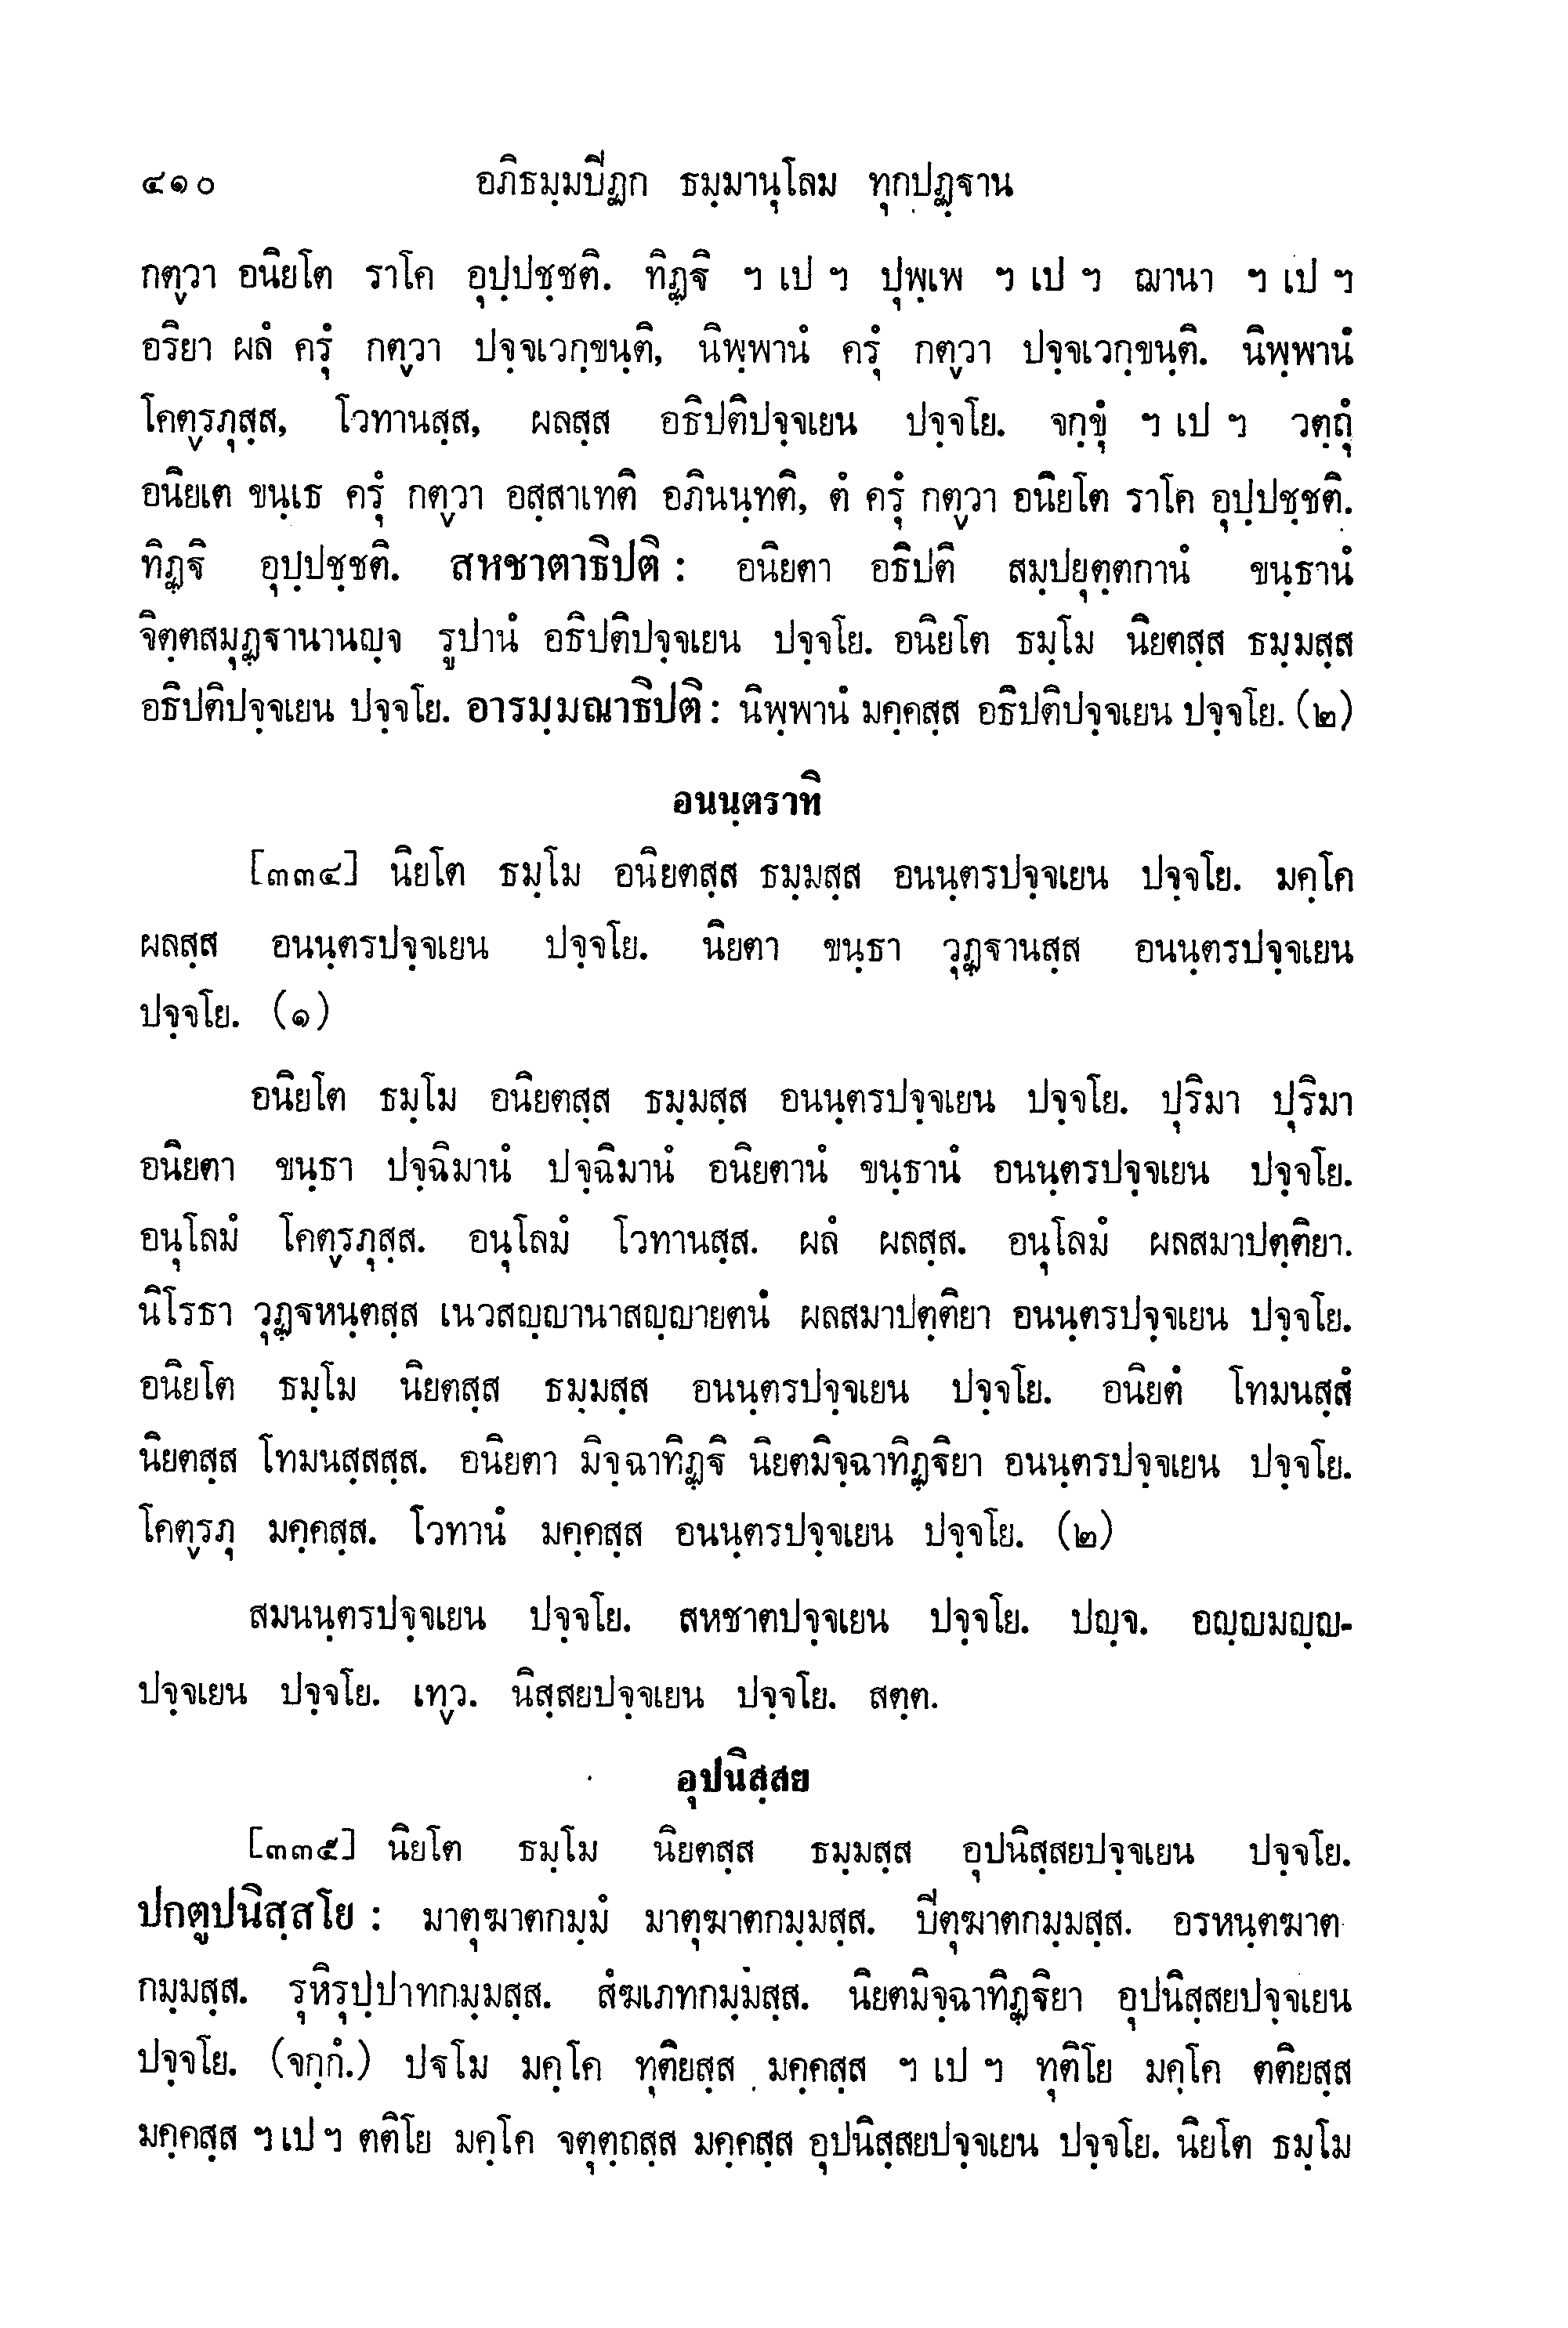 ๔๑๐ อภิธมฺมปิฏก ธมฺมานุโลม ทุกปฏฺฐาน
กตฺวา อนิยโต ราโค อุปฺปชฺชติ. ทิฏฺฐิ ฯ เป ฯ ปุพฺเพ ฯ เป ฯ ฌานา ฯ เป ฯ
อริยา ผลํ ครุํ กตฺวา ปจฺจเวกฺขนฺติ, นิพฺพานํ ครุํ กตฺวา ปจฺจเวกฺขนฺติ. นิพฺพานํ
โคตฺรภุสฺส, โวทานสฺส, ผลสฺส อธิปติปจฺจเยน ปจฺจโย. จกฺขุํ ฯ เป ฯ วตฺถุํ
อนิยเต ขนฺเธ ครุํ กตฺวา อสฺสาเทติ อภินนฺทติ, ตํ ครุํ กตฺวา อนิยโต ราโค อุปฺปชฺชติ.
ทิฏฺฐิ อุปฺปชฺชติ. สหชาตาธิปติ : อนิยตา อธิปติ สมฺปยุตฺตกานํ ขนฺธานํ
จิตฺตสมุฏฺฐานานญฺจ รูปานํ อธิปติปจฺจเยน ปจฺจโย. อนิยโต ธมฺโม นิยตสฺส ธมฺมสฺส
อธิปติปจฺจเยน ปจฺจโย. อารมฺมณาธิปติ : นิพฺพานํ มคฺคสฺส อธิปติปจฺจเยน ปจฺจโย. (๒)
อนนฺตราทิ
[๓๓๔] นิยโต ธมฺโม อนิยตสฺส ธมฺมสฺส อนนฺตรปจฺจเยน ปจฺจโย. มคฺโค
ผลสฺส อนนฺตรปจฺจเยน ปจฺจโย. นิยตา ขนฺธา วุฏฺฐานสฺส อนนฺตรปจฺจเยน
ปจฺจโย. (๑)
อนิยโต ธมฺโม อนิยตสฺส ธมฺมสฺส อนนฺตรปจฺจเยน ปจฺจโย. ปุริมา ปุริมา
อนิยตา ขนฺธา ปจฺฉิมานํ ปจฺฉิมานํ อนิยตานํ ขนฺธานํ อนนฺตรปจฺจเยน ปจฺจโย.
อนุโลมํ โคตฺรภุสฺส. อนุโลมํ โวทานสฺส. ผลํ ผลสฺส. อนุโลมํ ผลสมาปตฺติยา.
นิโรธา วุฏฺฐหนฺตสฺส เนวสญฺญานาสญฺญายตนํ ผลสมาปตฺติยา อนนฺตรปจฺจเยน ปจฺจโย.
อนิยโต ธมฺโม นิยตสฺส ธมฺมสฺส อนนฺตรปจฺจเยน ปจฺจโย. อนิยตํ โทมนสฺสํ
นิยตสฺส โทมนสฺสสฺส. อนิยตา มิจฺฉาทิฏฺฐิ นิยตมิจฺฉาทิฏฺฐิยา อนนฺตรปจฺจเยน ปจฺจโย.
โคตฺรภุ มคฺคสฺส. โวทานํ มคฺคสฺส อนนฺตรปจฺจเยน ปจฺจโย. (๒)
สมนนฺตรปจฺจเยน ปจฺจโย. สหชาตปจฺจเยน ปจฺจโย. ปญฺจ. อญฺญมญฺญ-
ปจฺจเยน ปจฺจโย. เทฺว. นิสฺสยปจฺจเยน ปจฺจโย. สตฺต.
อุปนิสฺสย
[๓๓๕] นิยโต ธมฺโม นิยตสฺส ธมฺมสฺส อุปนิสฺสยปจฺจเยน ปจฺจโย.
ปกตูปนิสฺสโย : มาตุฆาตกมฺมํ มาตุฆาตกมฺมสฺส. ปิตุฆาตกมฺมสฺส. อรหนฺตฆาต
กมฺมสฺส. รุหิรุปฺปาทกมฺมสฺส. สํฆเภทกมฺมสฺส. นิยตมิจฺฉาทิฏฺฐิยา อุปนิสฺสยปจฺจเยน
ปจฺจโย. (จกฺกํ.) ปฐโม มคฺโค ทุติยสฺส มคฺคสฺส ฯ เป ฯ ทุติโย มคฺโค ตติยสฺส
มคฺคสฺส ฯ เป ฯ ตติโย มคฺโค จตุตฺถสฺส มคฺคสฺส อุปนิสฺสยปจฺจเยน ปจฺจโย. นิยโต ธมฺโม